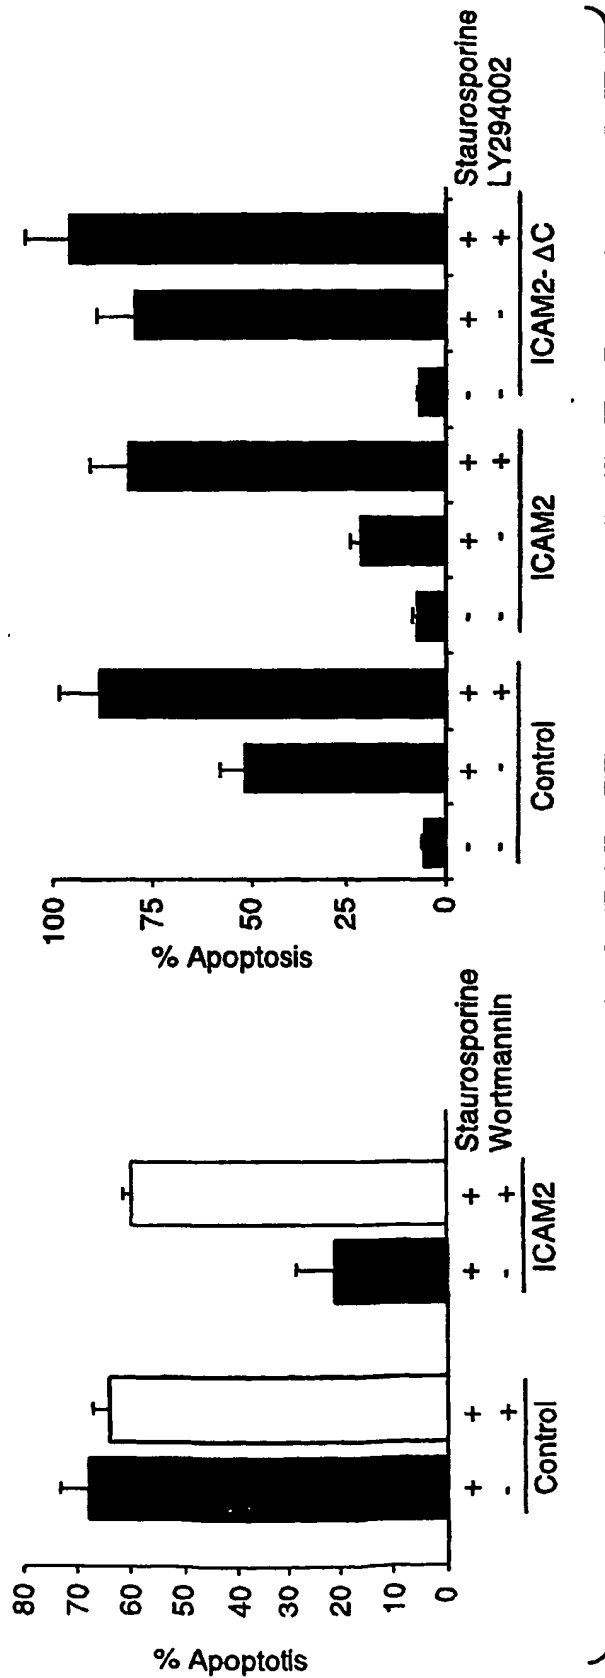 % Apoptotis
80
70
60
50
40
30
20
10
0
+ + + + Staurosporine
- + - + Wortmannin
Control ICAM2
% Apoptosis
100
75
50
25
0
- + + - + + - + + Staurosporine
- - + - - + - - + LY294002
Control ICAM2 ICAM2- ΔC